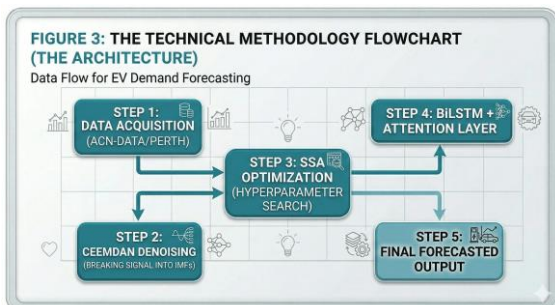 FIGURE 3: THE TECHNICAL METHODOLOGY FLOWCHART
(THE ARCHITECTURE)
Data Flow for EV Demand Forecasting
STEP 1:
DATA ACQUISITION
(ACN-DATA/PERTH)
STEP 2:
CEEMDAN DENOISING
(BREAKING SIGNAL INTO IMFs)
STEP 3: SSA
OPTIMIZATION
(HYPERPARAMETER
SEARCH)
STEP 4: BiLSTM +
ATTENTION LAYER
STEP 5:
FINAL FORECASTED
OUTPUT